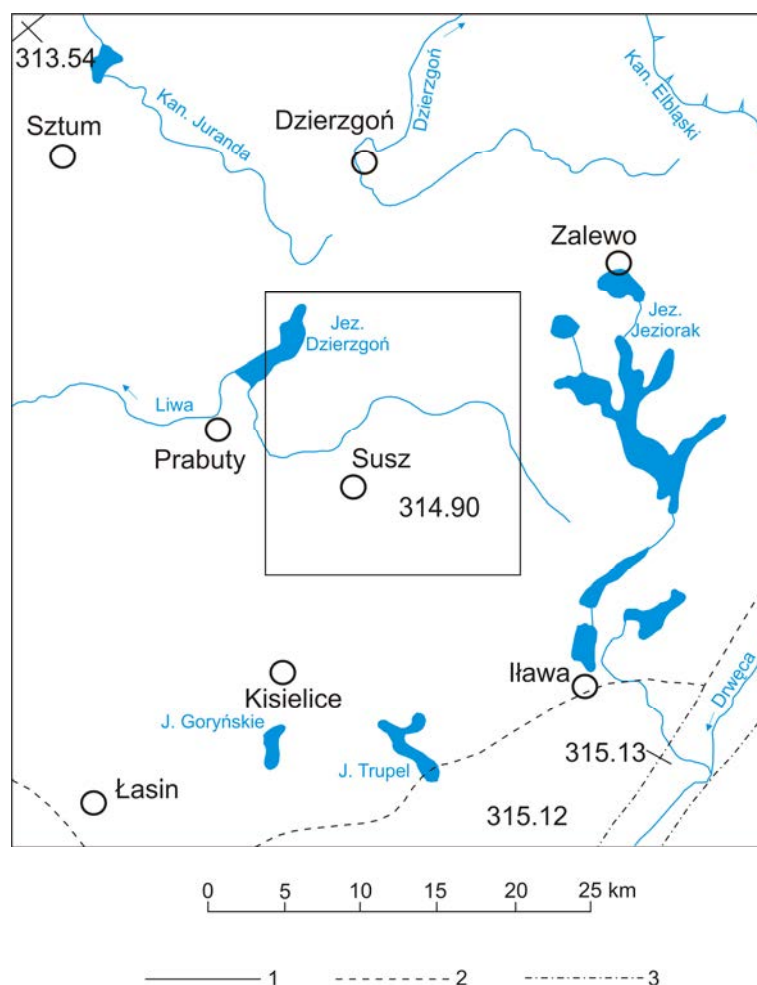 313.54
Sztum
Kan. Juranda
Dzierzgoń
Dzierzgoń
Kan. Elbląski
Zalewo
Jez.
Jeziorak
Jez.
Dzierzgoń
Liwa
Prabuty
Susz
314.90
Kisielice
J. Goryńskie
J. Trupel
Iława
Drwęca
315.13
Łasin
315.12
0 5 10 15 20 25 km
1 2 3